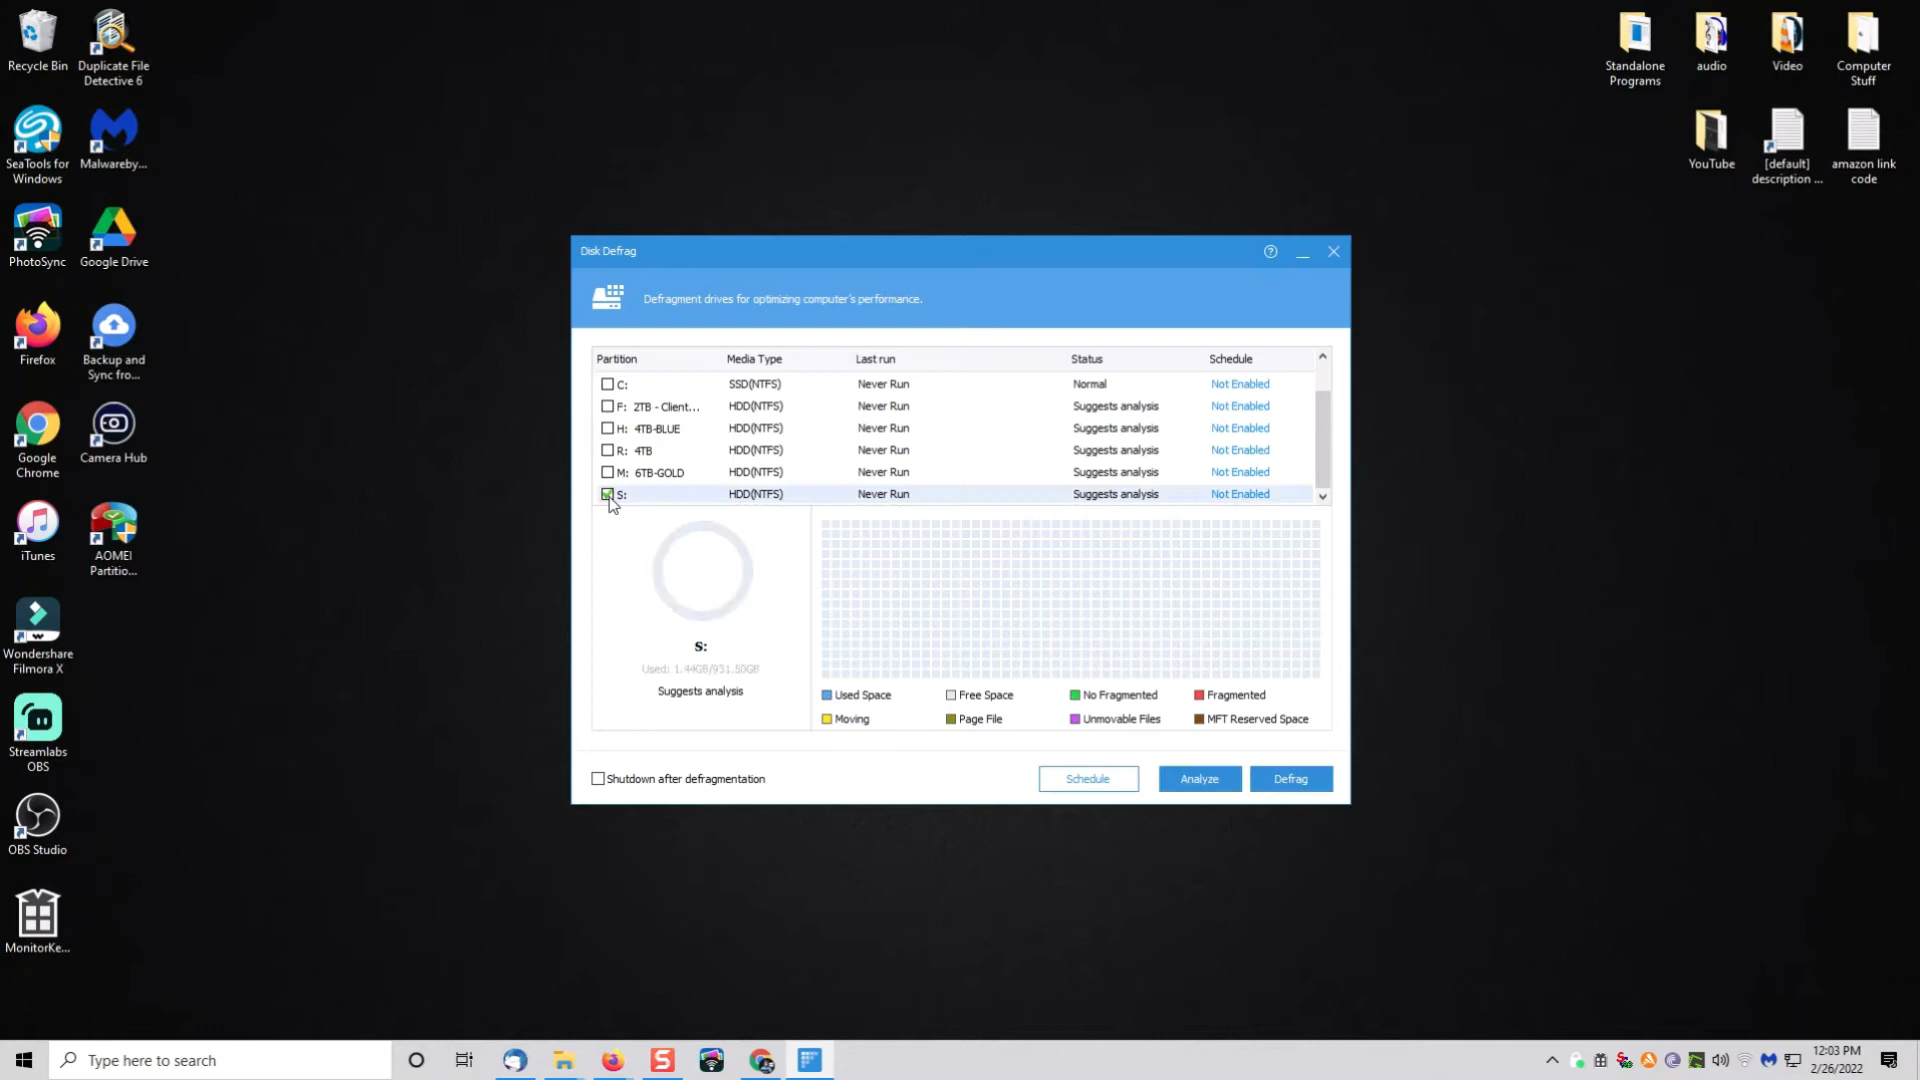 Recycle Bin
Duplicate File
Detective 6
SeaTools for
Windows
Malwareby...
PhotoSync
Google Drive
Firefox
Backup and
Sync fro...
Google
Chrome
Camera Hub
iTunes
AOMEI
Partitio...
Wondershare
Filmora X
Streamlabs
OBS
OBS Studio
MonitorKe...
Standalone
Programs
audio
Video
Computer
Stuff
YouTube
[default]
description ...
amazon link
code
Disk Defrag
Defragment drives for optimizing computer's performance.
Partition Media Type Last run Status Schedule
C: SSD(NTFS) Never Run Normal Not Enabled
F: 2TB - Client... HDD(NTFS) Never Run Suggests analysis Not Enabled
H: 4TB-BLUE HDD(NTFS) Never Run Suggests analysis Not Enabled
R: 4TB HDD(NTFS) Never Run Suggests analysis Not Enabled
M: 6TB-GOLD HDD(NTFS) Never Run Suggests analysis Not Enabled
S: HDD(NTFS) Never Run Suggests analysis Not Enabled
S:
Used: 1.44GB/931.50GB
Suggests analysis
Used Space Free Space No Fragmented Fragmented
Moving Page File Unmovable Files MFT Reserved Space
Shutdown after defragmentation
Schedule Analyze Defrag
Type here to search
12:03 PM
2/26/2022